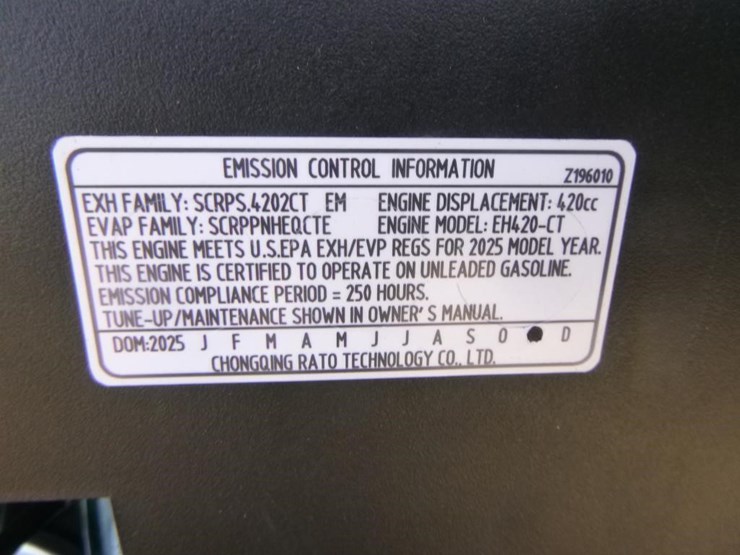 EMISSION CONTROL INFORMATION Z196010
EXH FAMILY: SCRPS.4202CT EM ENGINE DISPLACEMENT: 420cc
EVAP FAMILY: SCRPPNHEQ.CTE ENGINE MODEL: EH420-CT
THIS ENGINE MEETS U.S.EPA EXH/EVP REGS FOR 2025 MODEL YEAR.
THIS ENGINE IS CERTIFIED TO OPERATE ON UNLEADED GASOLINE.
EMISSION COMPLIANCE PERIOD = 250 HOURS.
TUNE-UP/MAINTENANCE SHOWN IN OWNER'S MANUAL.
DOM:2025 J F M A M J J A S O D
CHONGQING RATO TECHNOLOGY CO., LTD.